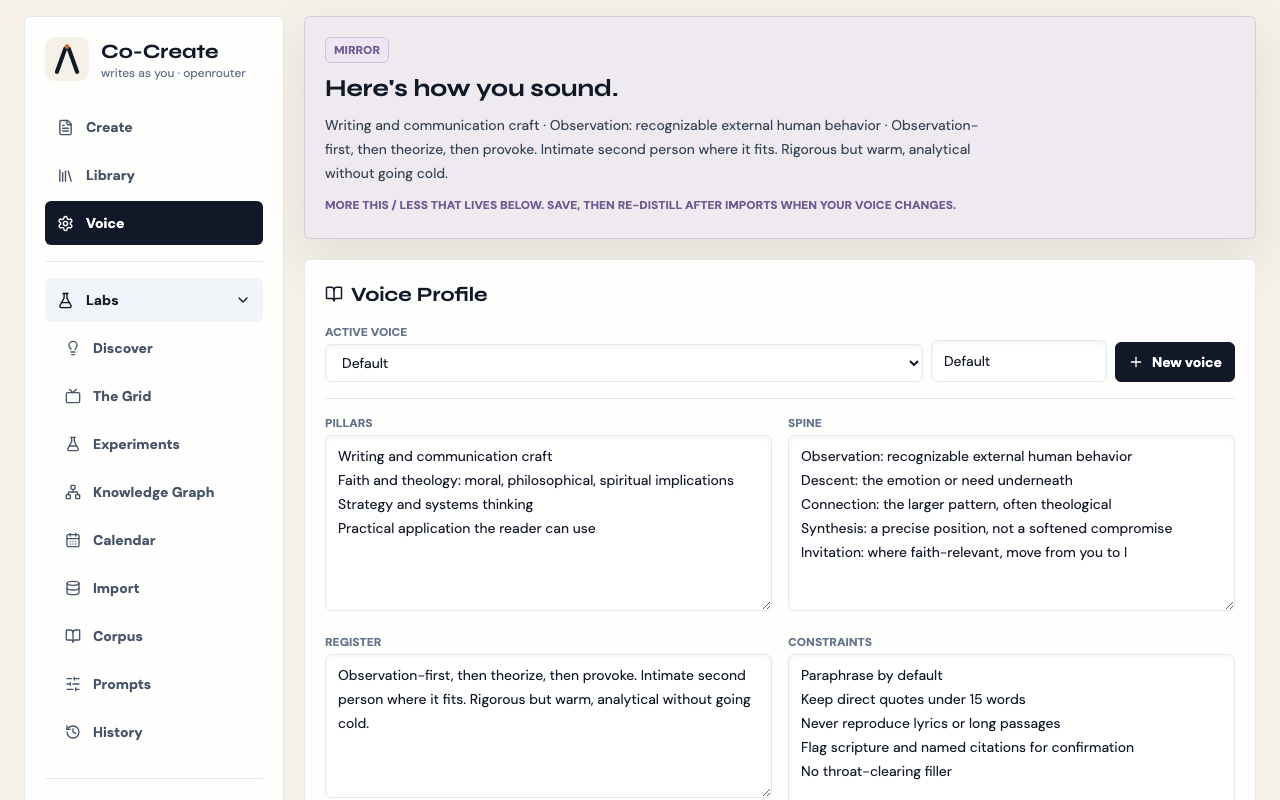 Co-Create
writes as you · openrouter
Create
Library
Voice
Labs
Discover
The Grid
Experiments
Knowledge Graph
Calendar
Import
Corpus
Prompts
History
MIRROR
Here's how you sound.
Writing and communication craft · Observation: recognizable external human behavior · Observation-
first, then theorize, then provoke. Intimate second person where it fits. Rigorous but warm, analytical
without going cold.
MORE THIS / LESS THAT LIVES BELOW. SAVE, THEN RE-DISTILL AFTER IMPORTS WHEN YOUR VOICE CHANGES.
Voice Profile
ACTIVE VOICE
Default
Default
New voice
PILLARS
Writing and communication craft
Faith and theology: moral, philosophical, spiritual implications
Strategy and systems thinking
Practical application the reader can use
SPINE
Observation: recognizable external human behavior
Descent: the emotion or need underneath
Connection: the larger pattern, often theological
Synthesis: a precise position, not a softened compromise
Invitation: where faith-relevant, move from you to I
REGISTER
Observation-first, then theorize, then provoke. Intimate second
person where it fits. Rigorous but warm, analytical without going
cold.
CONSTRAINTS
Paraphrase by default
Keep direct quotes under 15 words
Never reproduce lyrics or long passages
Flag scripture and named citations for confirmation
No throat-clearing filler